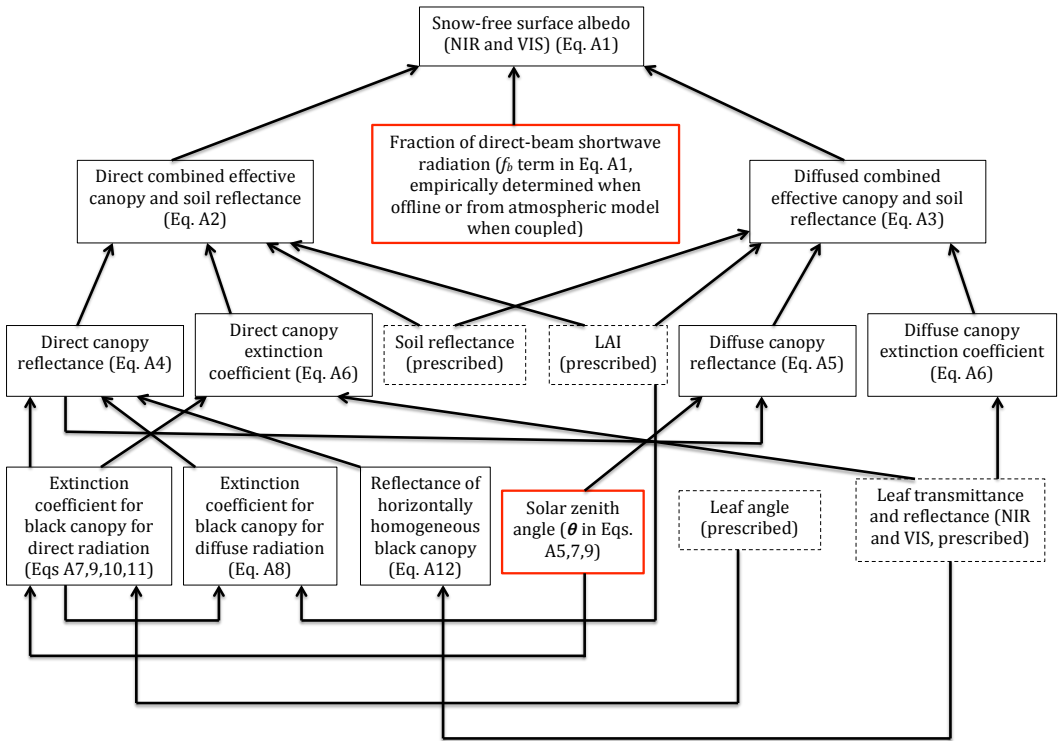 Snow-free surface albedo
(NIR and VIS) (Eq. A1)
Fraction of direct-beam shortwave
radiation (fb term in Eq. A1,
empirically determined when
offline or from atmospheric model
when coupled)
Direct combined effective
canopy and soil reflectance
(Eq. A2)
Diffused combined
effective canopy and soil
reflectance (Eq. A3)
Direct canopy
reflectance (Eq. A4)
Direct canopy
extinction
coefficient (Eq. A6)
Soil reflectance
(prescribed)
LAI
(prescribed)
Diffuse canopy
reflectance (Eq. A5)
Diffuse canopy
extinction coefficient
(Eq. A6)
Extinction
coefficient for
black canopy for
direct radiation
(Eqs A7,9,10,11)
Extinction
coefficient for
black canopy for
diffuse radiation
(Eq. A8)
Reflectance of
horizontally
homogeneous
black canopy
(Eq. A12)
Solar zenith
angle (θ in Eqs.
A5,7,9)
Leaf angle
(prescribed)
Leaf transmittance
and reflectance (NIR
and VIS, prescribed)